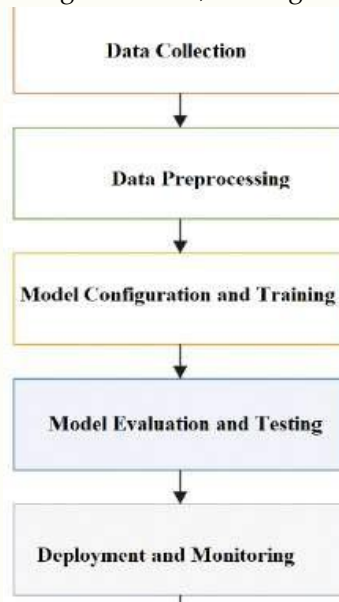 Data Collection
Data Preprocessing
Model Configuration and Training
Model Evaluation and Testing
Deployment and Monitoring